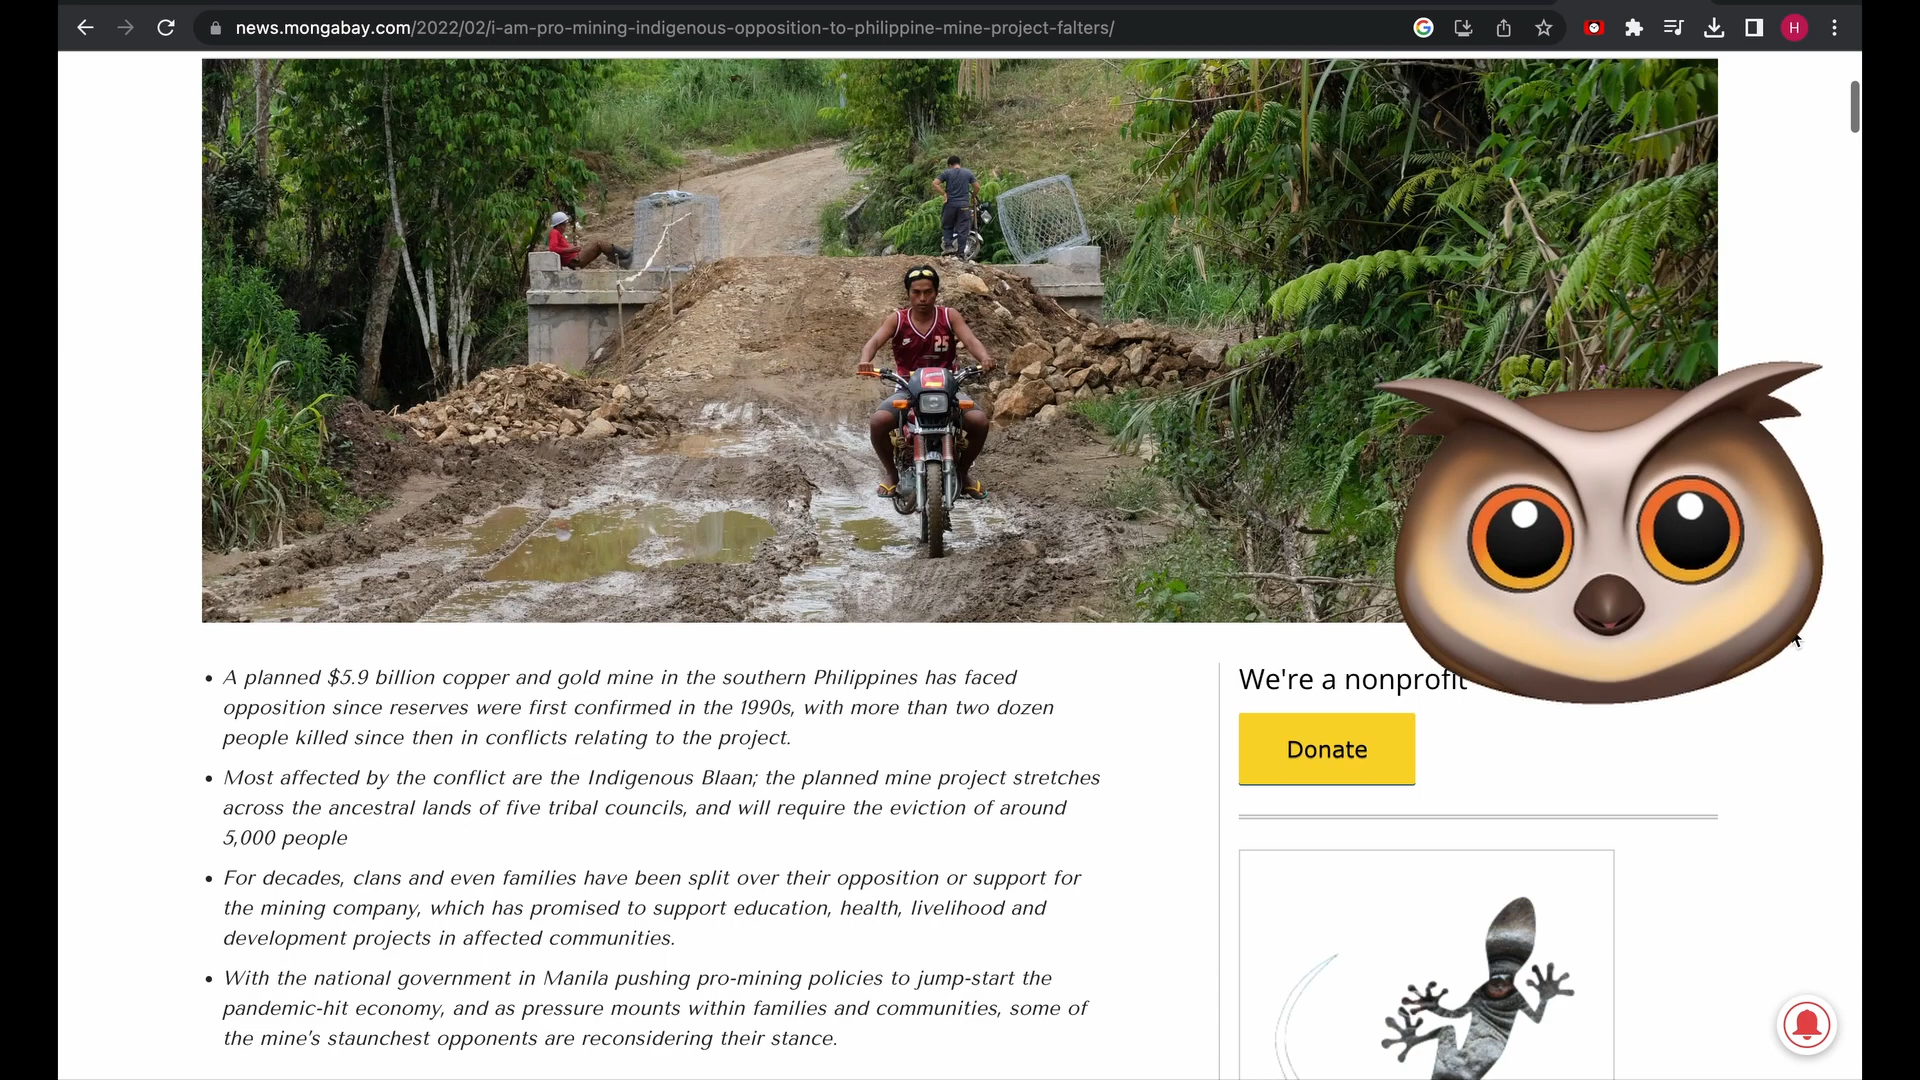 news.mongabay.com/2022/02/i-am-pro-mining-indigenous-opposition-to-philippine-mine-project-falters/
H
25
A planned $5.9 billion copper and gold mine in the southern Philippines has faced
opposition since reserves were first confirmed in the 1990s, with more than two dozen
people killed since then in conflicts relating to the project.
Most affected by the conflict are the Indigenous Blaan; the planned mine project stretches
across the ancestral lands of five tribal councils, and will require the eviction of around
5,000 people
For decades, clans and even families have been split over their opposition or support for
the mining company, which has promised to support education, health, livelihood and
development projects in affected communities.
With the national government in Manila pushing pro-mining policies to jump-start the
pandemic-hit economy, and as pressure mounts within families and communities, some of
the mine's staunchest opponents are reconsidering their stance.
We're a nonprofit
Donate